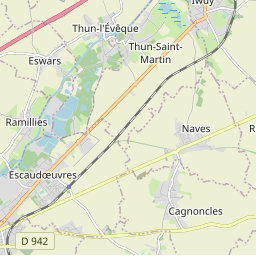 Iwuy
Thun-l'Évêque
Thun-Saint-
Martin
Eswars
Ramillies
Naves
Escaudœuvres
Cagnoncles
D 942